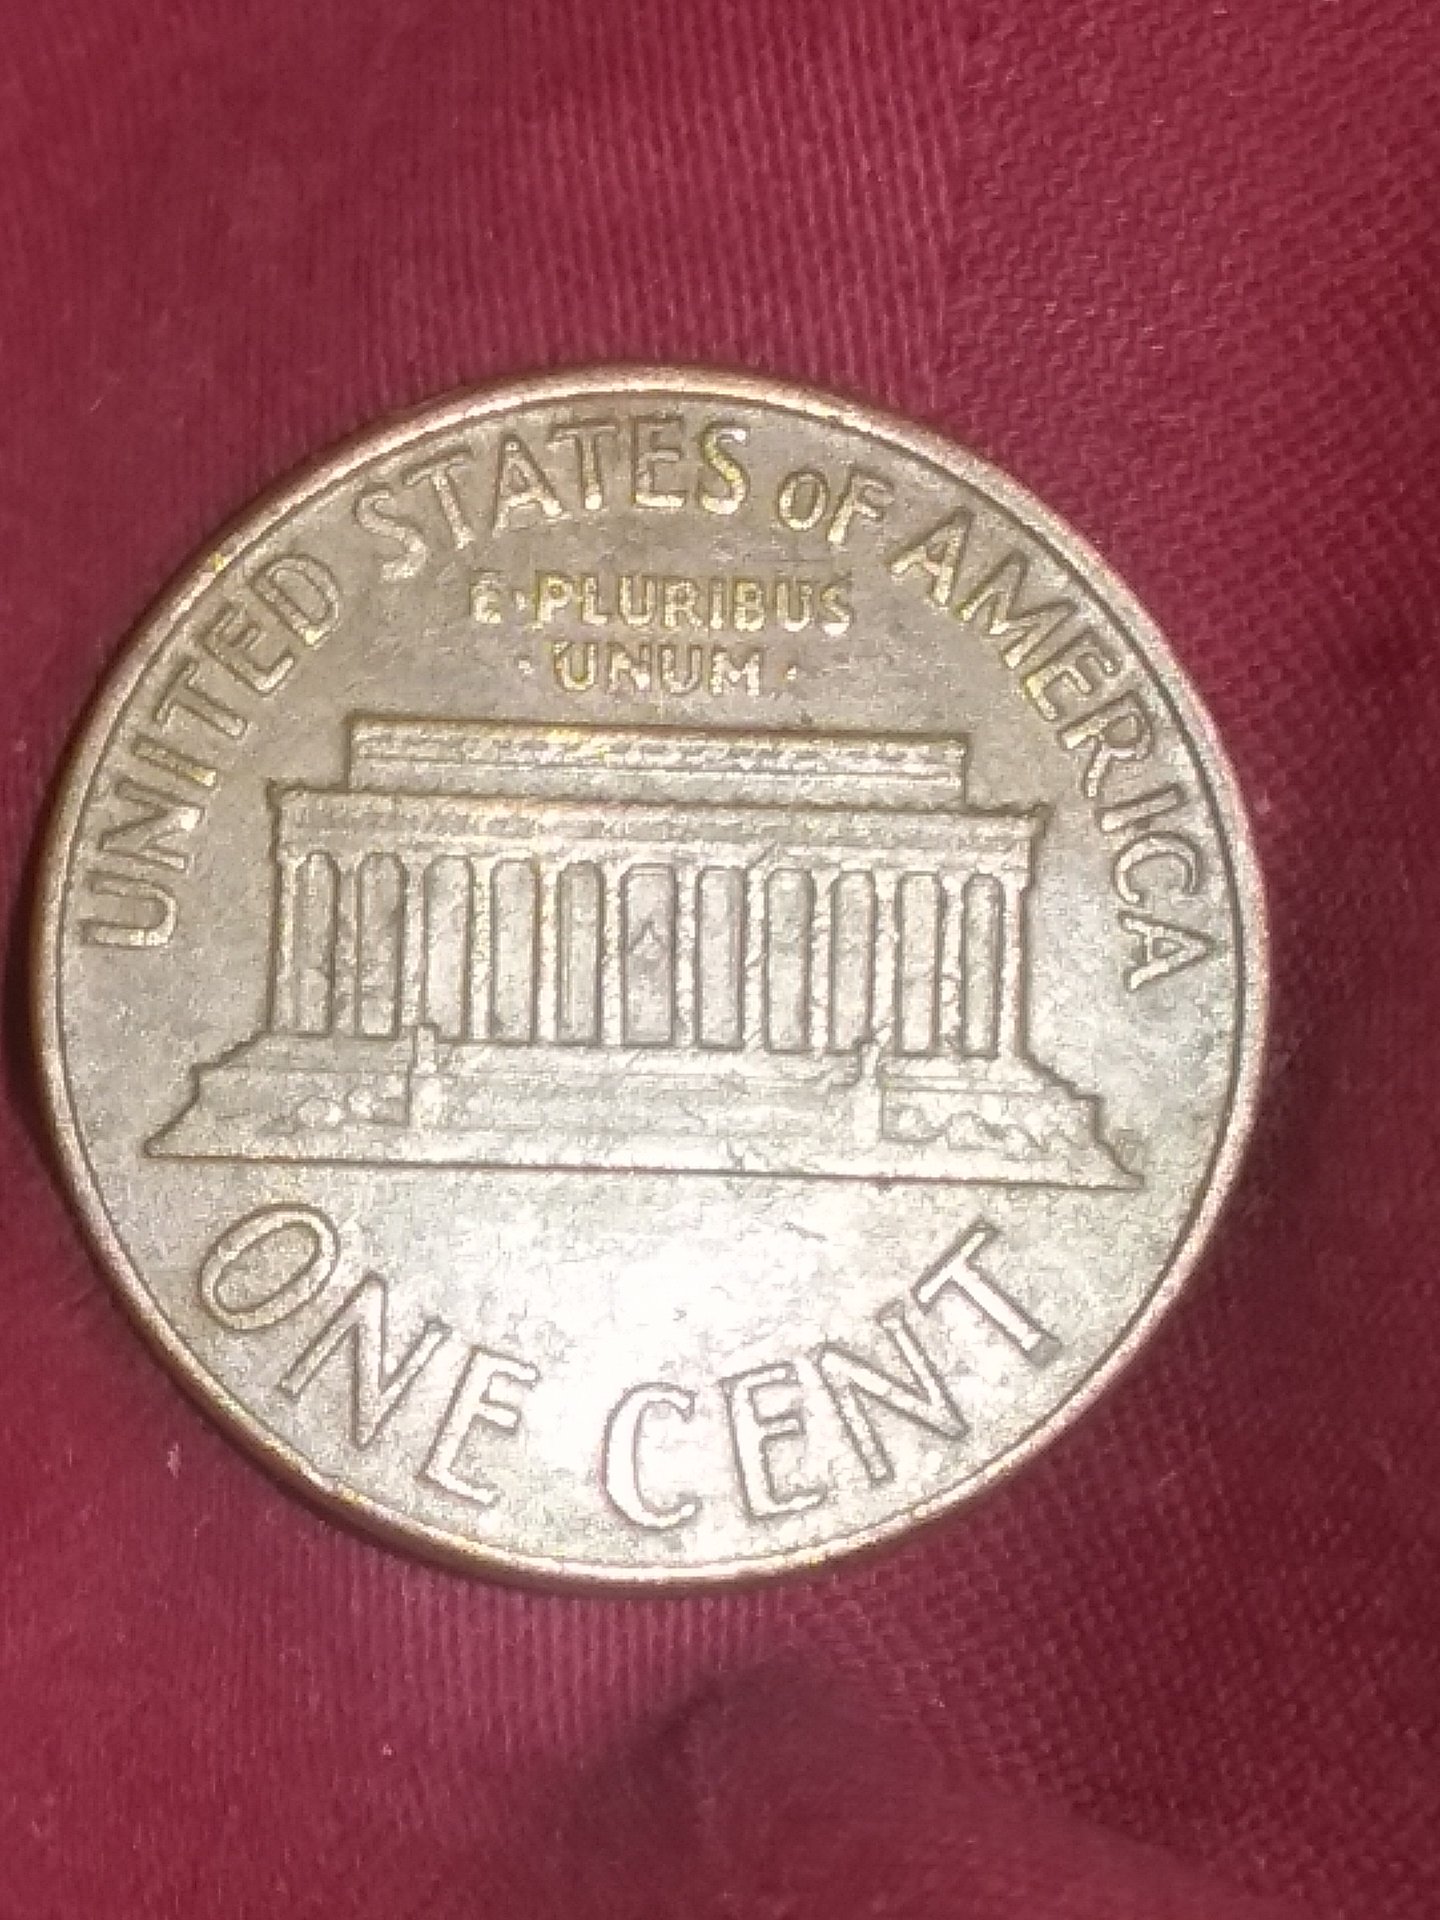 UNITED STATES OF AMERICA
E·PLURIBUS
·UNUM·
ONE CENT